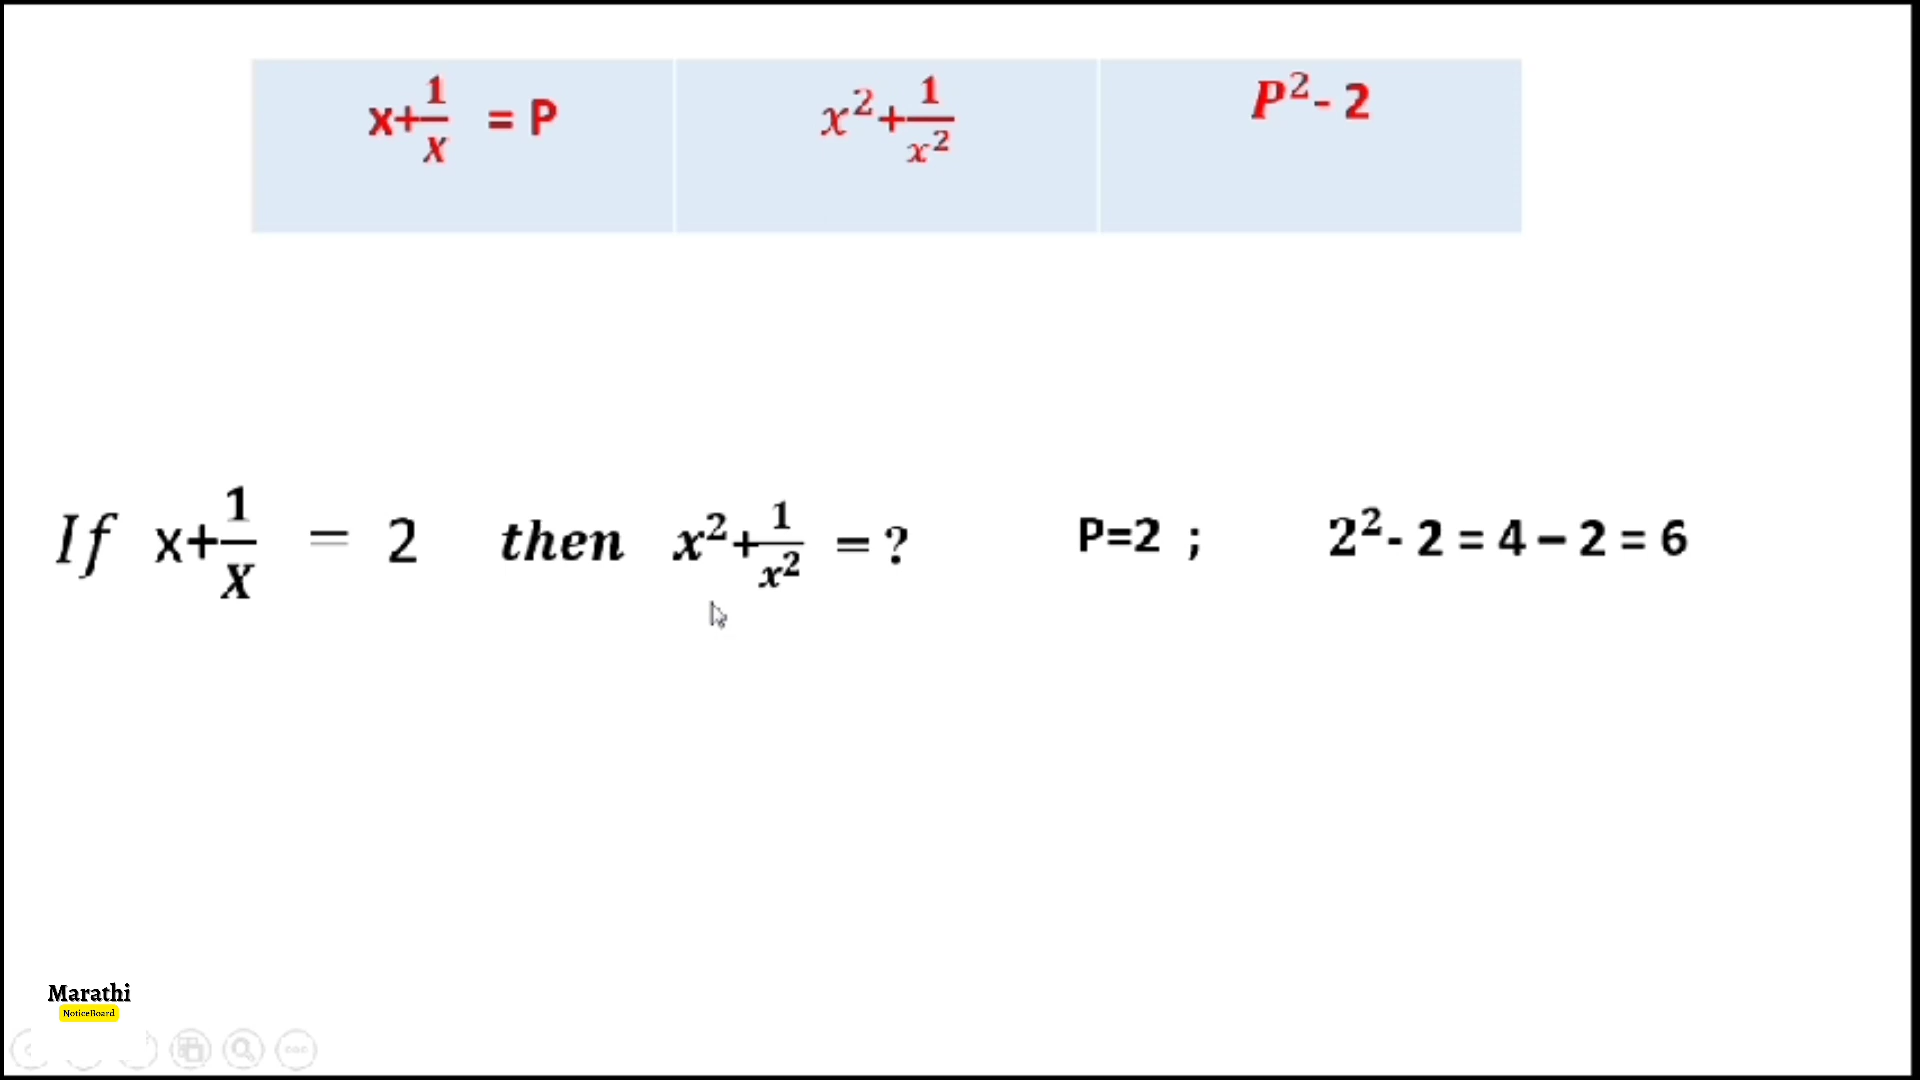 x+1/x = P x²+1/x² P²- 2
If x+1/X = 2 then x²+1/x² = ? P=2 ; 2²- 2 = 4 – 2 = 6
Marathi
NoticeBoard